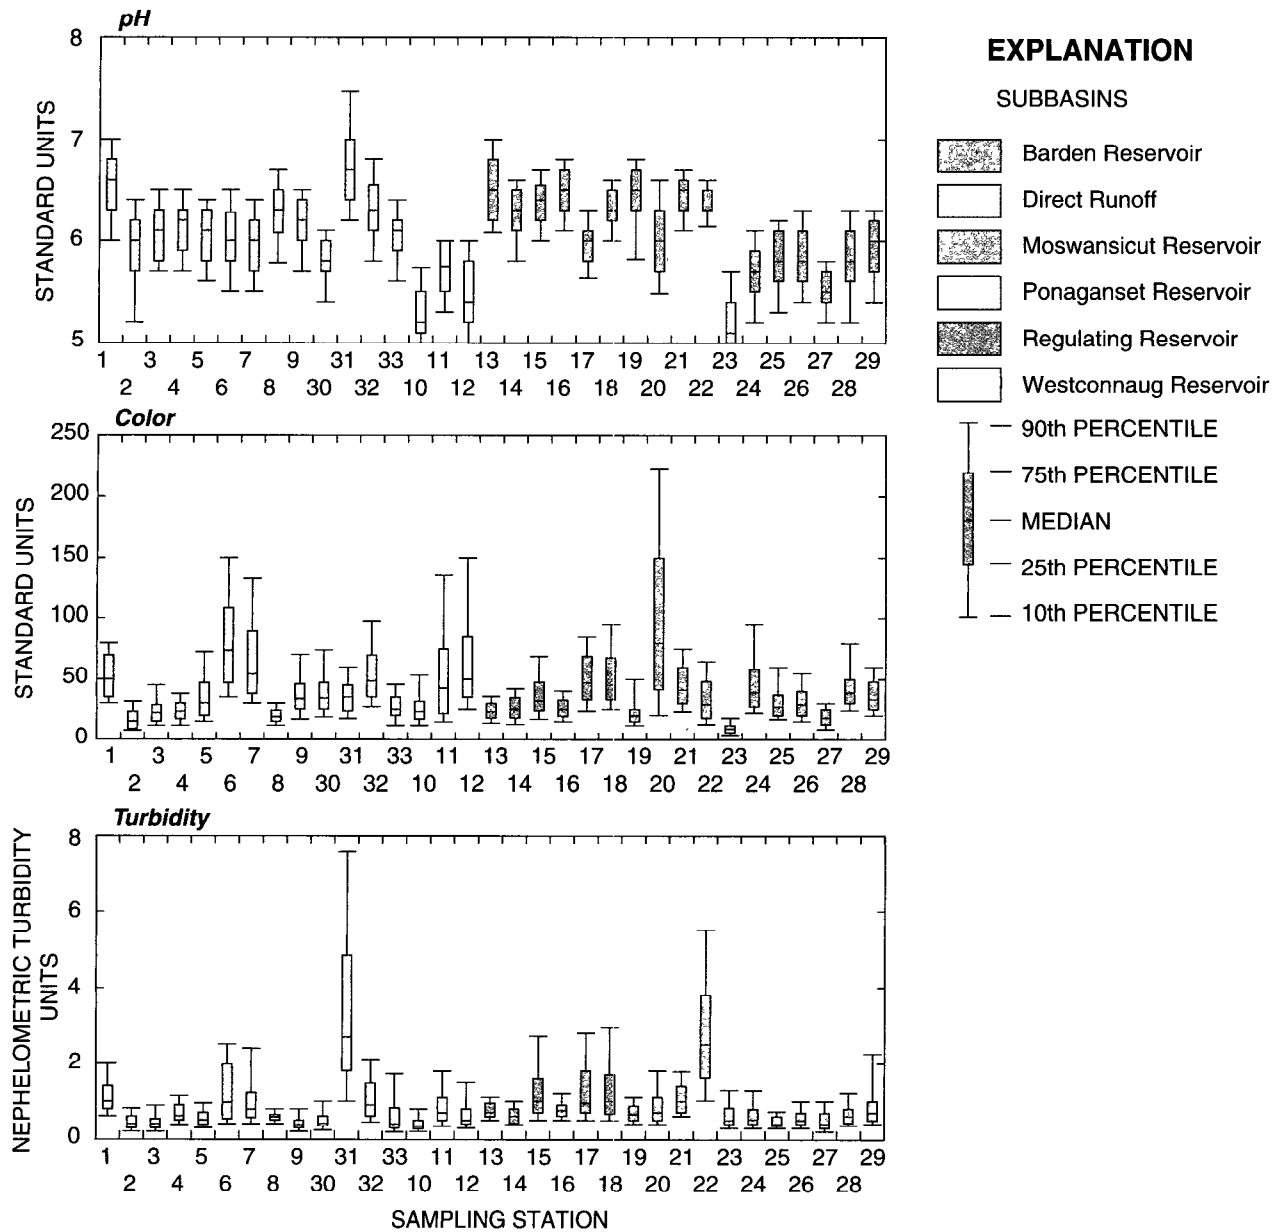 pH
8
7
6
5
STANDARD UNITS
1 3 5 7 9 31 33 11 13 15 17 19 21 23 25 27 29
2 4 6 8 30 32 10 12 14 16 18 20 22 24 26 28
Color
250
200
150
100
50
0
STANDARD UNITS
1 3 5 7 9 31 33 11 13 15 17 19 21 23 25 27 29
2 4 6 8 30 32 10 12 14 16 18 20 22 24 26 28
Turbidity
8
6
4
2
0
NEPHELOMETRIC TURBIDITY
UNITS
1 3 5 7 9 31 33 11 13 15 17 19 21 23 25 27 29
2 4 6 8 30 32 10 12 14 16 18 20 22 24 26 28
SAMPLING STATION
EXPLANATION
SUBBASINS
Barden Reservoir
Direct Runoff
Moswansicut Reservoir
Ponaganset Reservoir
Regulating Reservoir
Westconnaug Reservoir
90th PERCENTILE
75th PERCENTILE
MEDIAN
25th PERCENTILE
10th PERCENTILE